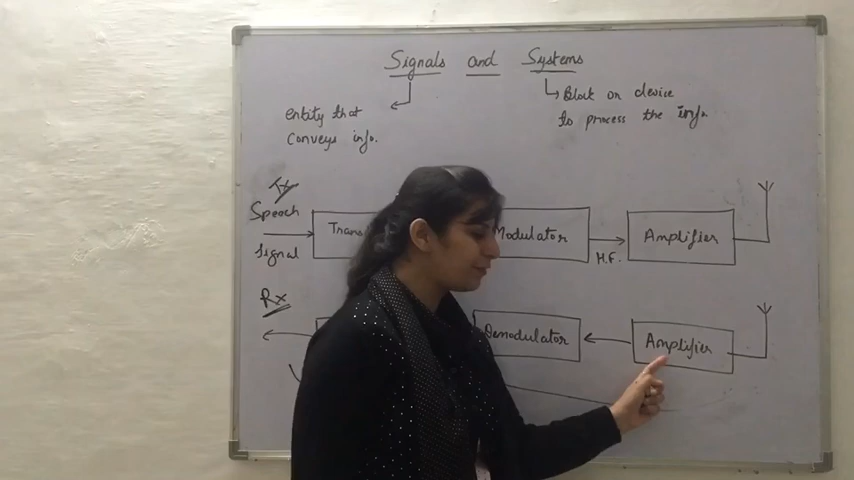 Signals and Systems
entity that
conveys info.
Block or device
to process the info.
Tx
Speech
Signal
Modulator
H.F.
Amplifier
Rx
Demodulator
Amplifier